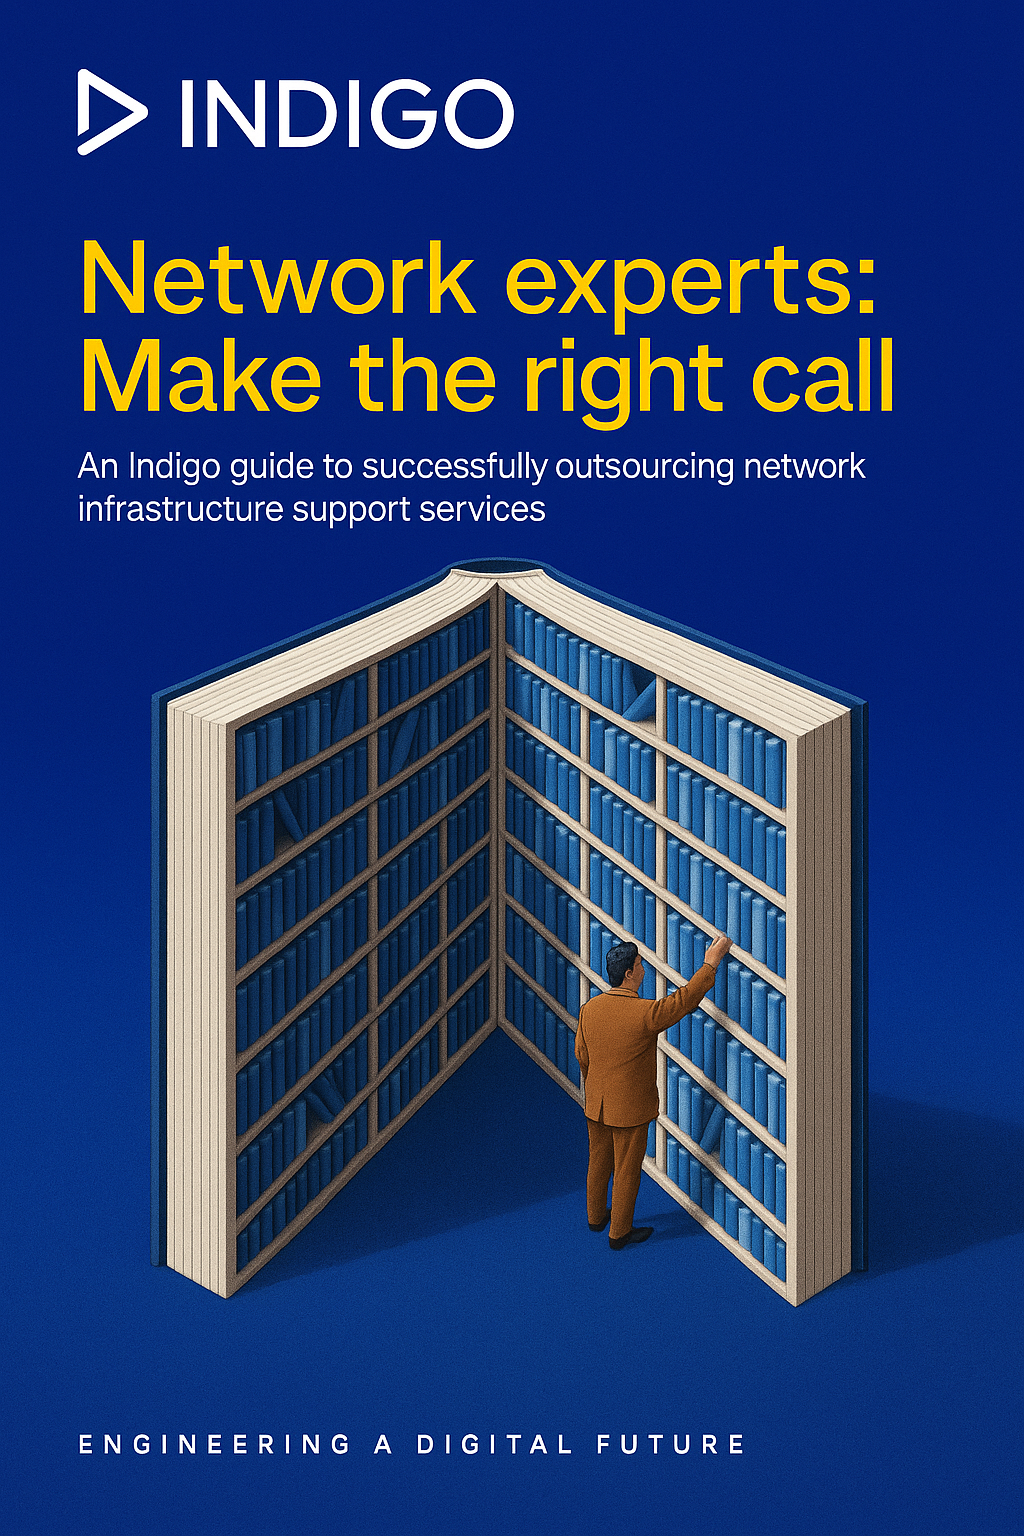 INDIGO
Network experts:
Make the right call
An Indigo guide to successfully outsourcing network
infrastructure support services
ENGINEERING A DIGITAL FUTURE